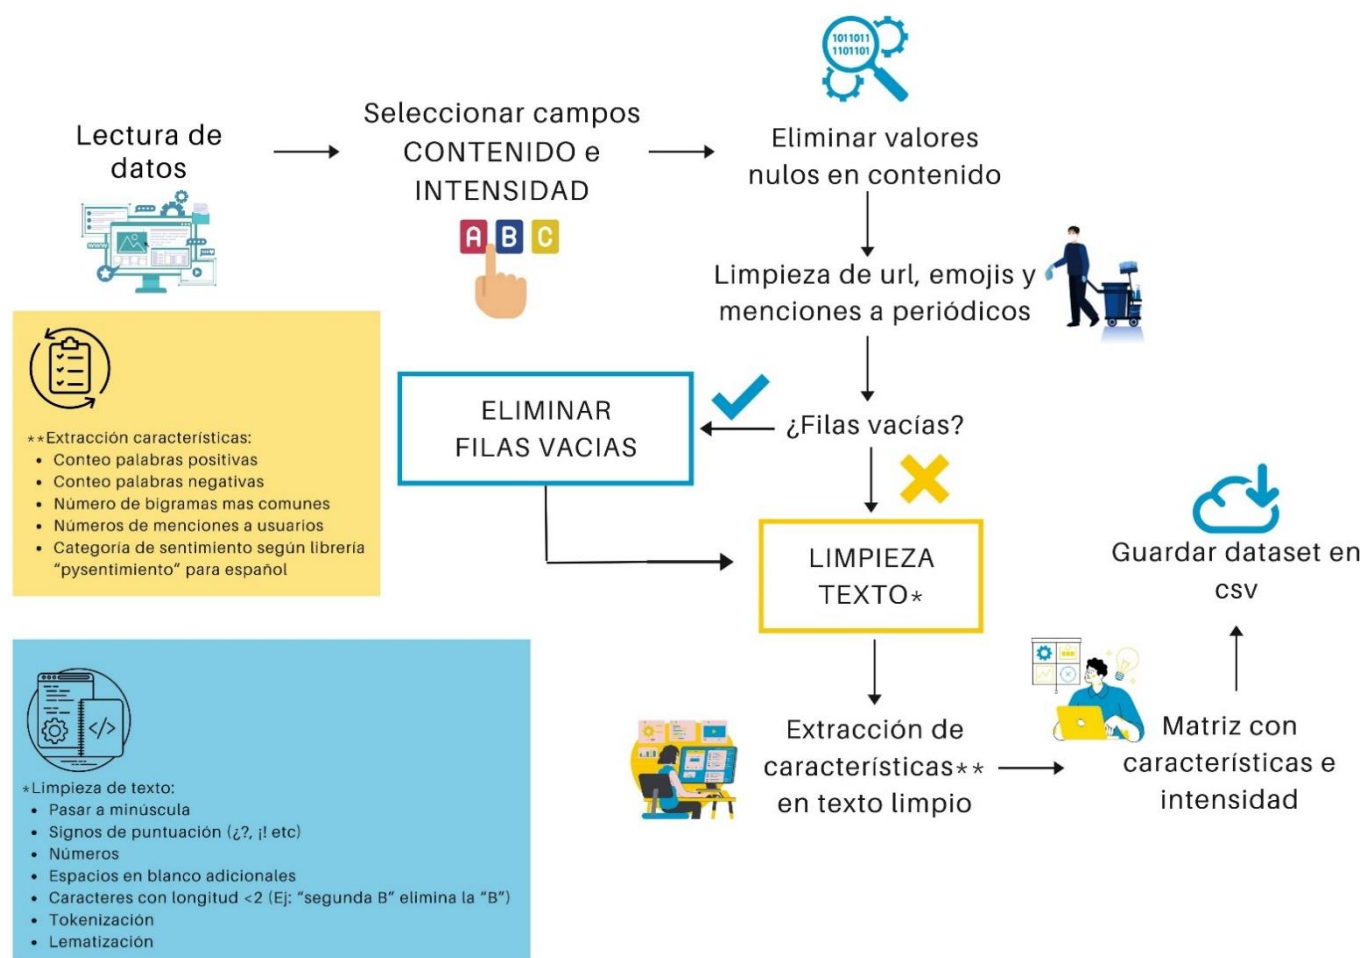 1011011
1101101
Lectura de
datos
Seleccionar campos
CONTENIDO e
INTENSIDAD
A B C
Eliminar valores
nulos en contenido
Limpieza de url, emojis y
menciones a periódicos
¿Filas vacías?
ELIMINAR
FILAS VACIAS
LIMPIEZA
TEXTO*
Extracción de
características**
en texto limpio
Matriz con
características e
intensidad
Guardar dataset en
csv
**Extracción características:
• Conteo palabras positivas
• Conteo palabras negativas
• Número de bigramas mas comunes
• Números de menciones a usuarios
• Categoría de sentimiento según librería
“pysentimiento“ para español
</>
*Limpieza de texto:
• Pasar a minúscula
• Signos de puntuación (¿?, ¡! etc)
• Números
• Espacios en blanco adicionales
• Caracteres con longitud <2 (Ej: “segunda B” elimina la “B”)
• Tokenización
• Lematización